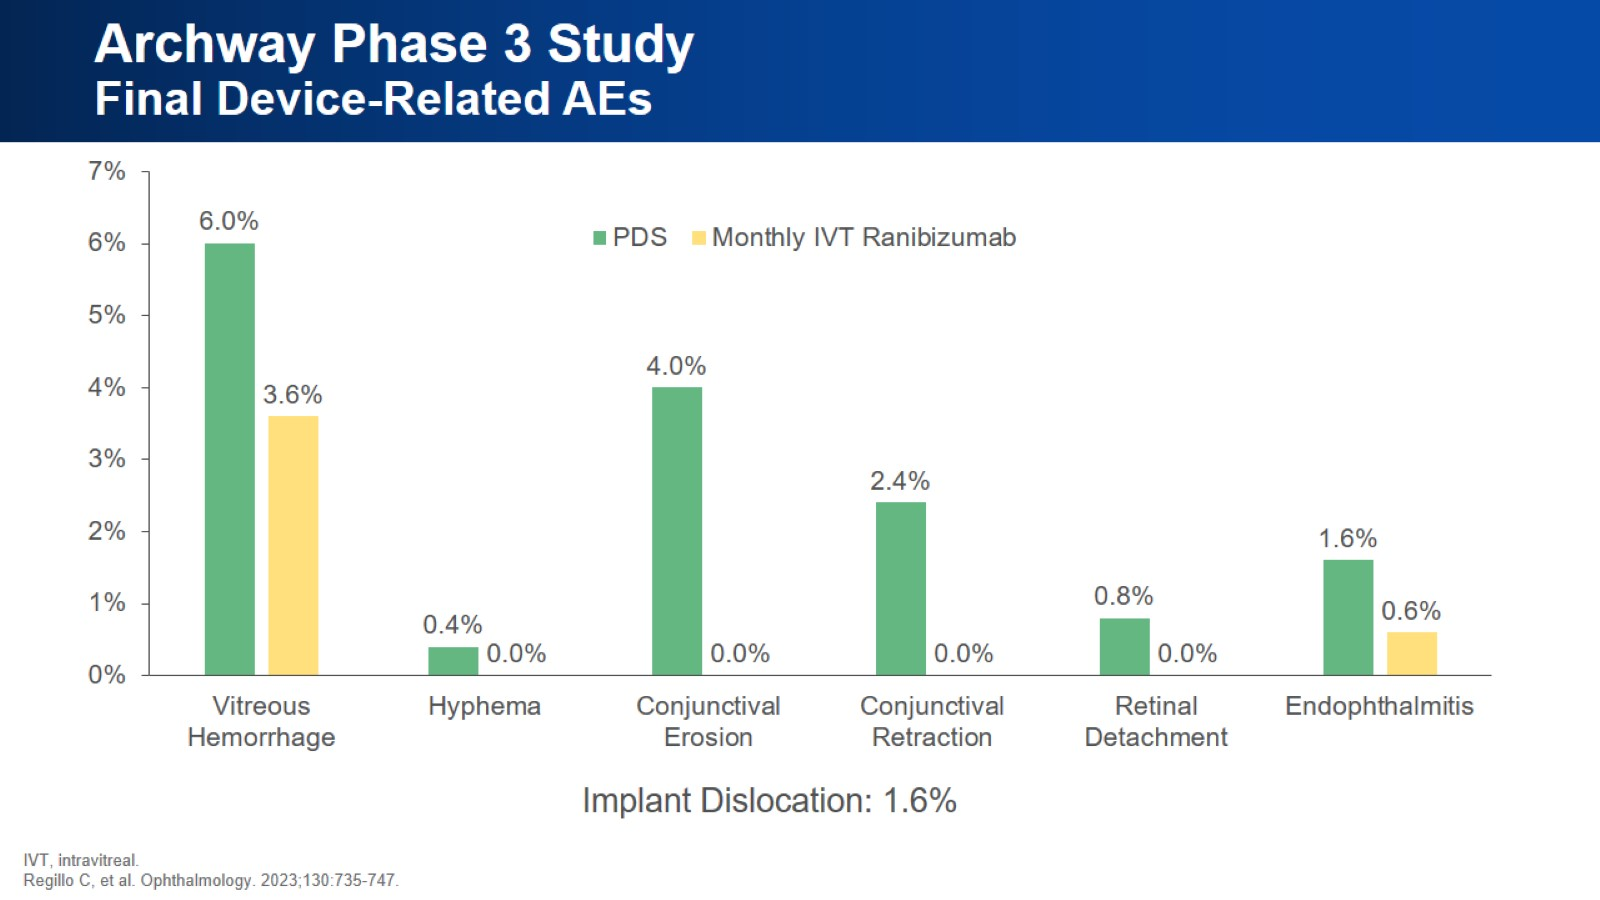 Archway Phase 3 Study
Final Device-Related AEs
7%
6%
5%
4%
3%
2%
1%
0%
PDS
Monthly IVT Ranibizumab
6.0%
3.6%
0.4%
0.0%
4.0%
0.0%
2.4%
0.0%
0.8%
0.0%
1.6%
0.6%
Vitreous
Hemorrhage
Hyphema
Conjunctival
Erosion
Conjunctival
Retraction
Retinal
Detachment
Endophthalmitis
Implant Dislocation: 1.6%
IVT, intravitreal.
Regillo C, et al. Ophthalmology. 2023;130:735-747.